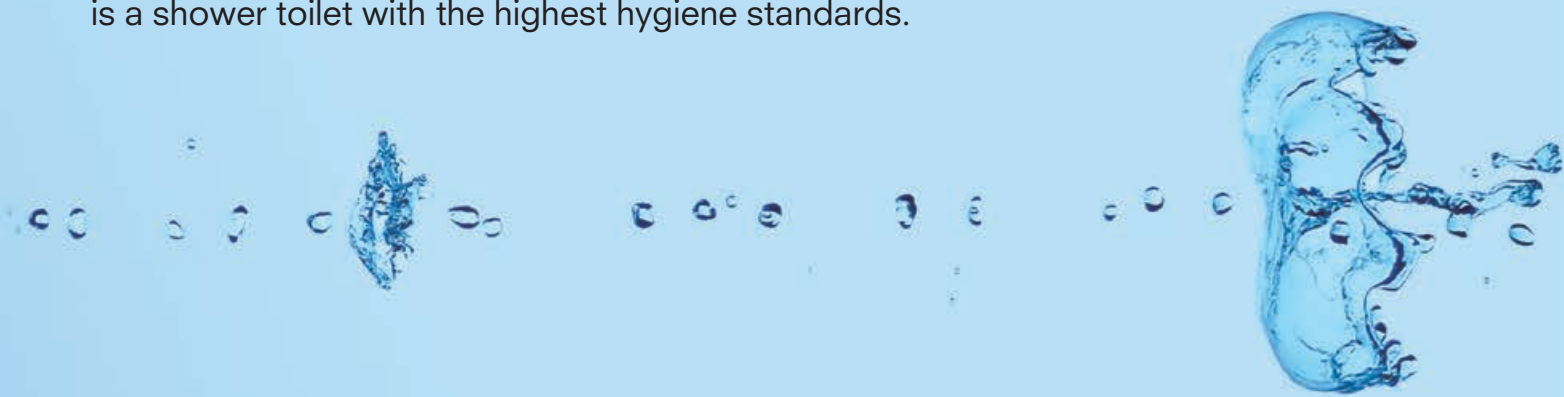 is a shower toilet with the highest hygiene standards.